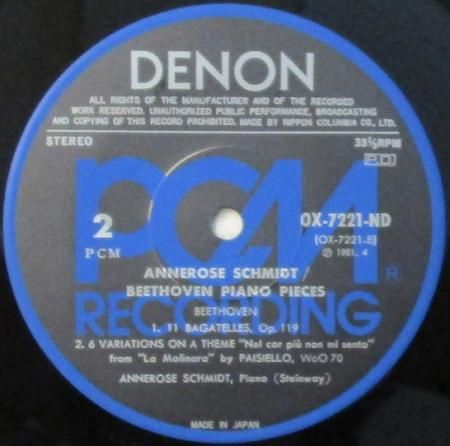 DENON
ALL RIGHTS OF THE MANUFACTURER AND OF THE RECORDED
WORK RESERVED. UNAUTHORIZED PUBLIC PERFORMANCE, BROADCASTING
AND COPYING OF THIS RECORD PROHIBITED. MADE BY NIPPON COLUMBIA CO., LTD.
STEREO
33⅓RPM
P.D.
PCM RECORDING
®
2
PCM
OX-7221-ND
(OX-7221-B)
Ⓟ 1981. 4
ANNEROSE SCHMIDT/
BEETHOVEN PIANO PIECES
BEETHOVEN
1. 11 BAGATELLES, Op. 119
2. 6 VARIATIONS ON A THEME "Nel cor più non mi sento"
from "La Molinara" by PAISIELLO, WoO 70
ANNEROSE SCHMIDT, Piano (Steinway)
MADE IN JAPAN